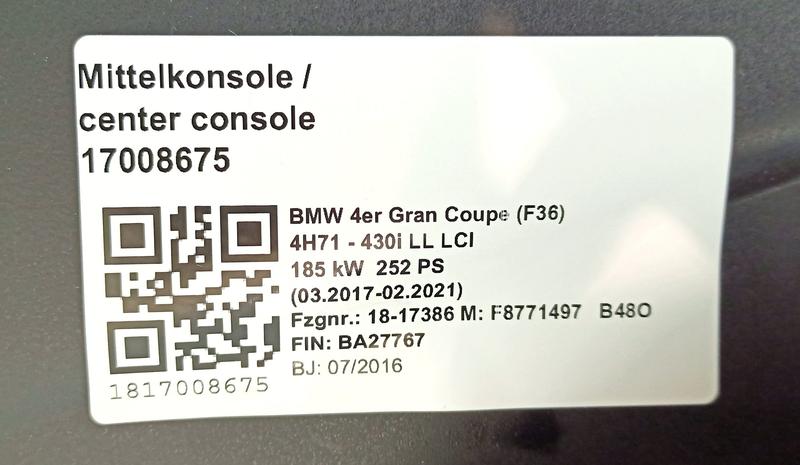 Mittelkonsole /
center console
17008675
BMW 4er Gran Coupe (F36)
4H71 - 430i LL LCI
185 kW 252 PS
(03.2017-02.2021)
Fzgnr.: 18-17386 M: F8771497 B48O
FIN: BA27767
BJ: 07/2016
1817008675